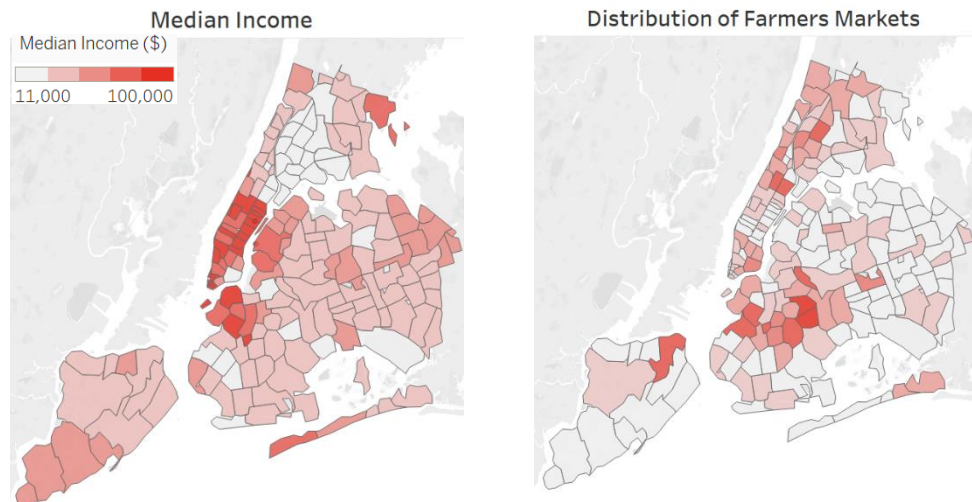 Median Income
Median Income ($)
11,000 100,000
Distribution of Farmers Markets